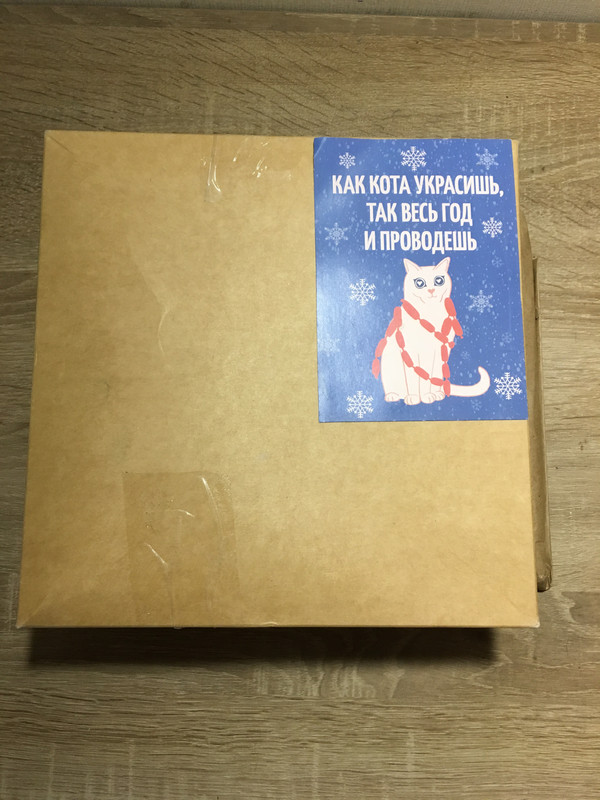 КАК КОТА УКРАСИШЬ,
ТАК ВЕСЬ ГОД
И ПРОВОДЕШЬ